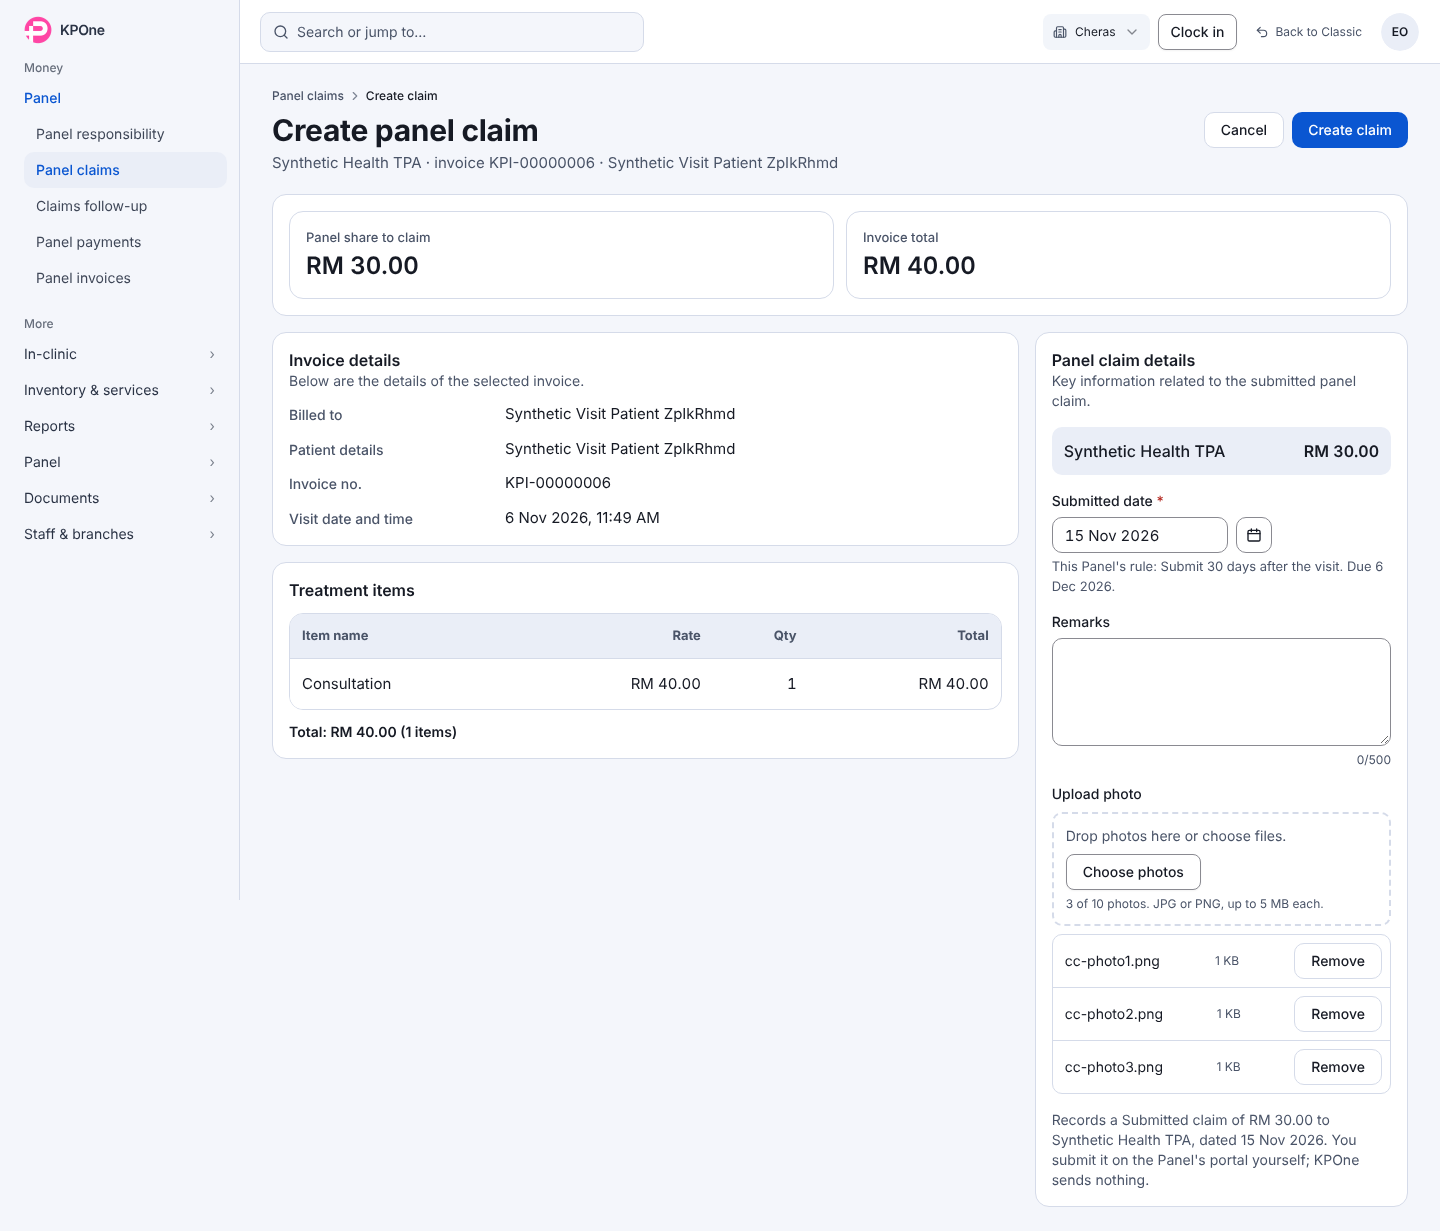 KPOne
Money
Panel
Panel responsibility
Panel claims
Claims follow-up
Panel payments
Panel invoices
More
In-clinic
Inventory & services
Reports
Panel
Documents
Staff & branches
Search or jump to...
Cheras
Clock in
Back to Classic
EO
Panel claims > Create claim
Create panel claim
Synthetic Health TPA · invoice KPI-00000006 · Synthetic Visit Patient ZpIkRhmd
Cancel
Create claim
Panel share to claim
RM 30.00
Invoice total
RM 40.00
Invoice details
Below are the details of the selected invoice.
Billed to Synthetic Visit Patient ZpIkRhmd
Patient details Synthetic Visit Patient ZpIkRhmd
Invoice no. KPI-00000006
Visit date and time 6 Nov 2026, 11:49 AM
Treatment items
Item name Rate Qty Total
Consultation RM 40.00 1 RM 40.00
Total: RM 40.00 (1 items)
Panel claim details
Key information related to the submitted panel
claim.
Synthetic Health TPA RM 30.00
Submitted date *
15 Nov 2026
This Panel's rule: Submit 30 days after the visit. Due 6
Dec 2026.
Remarks
0/500
Upload photo
Drop photos here or choose files.
Choose photos
3 of 10 photos. JPG or PNG, up to 5 MB each.
cc-photo1.png 1 KB Remove
cc-photo2.png 1 KB Remove
cc-photo3.png 1 KB Remove
Records a Submitted claim of RM 30.00 to
Synthetic Health TPA, dated 15 Nov 2026. You
submit it on the Panel's portal yourself; KPOne
sends nothing.